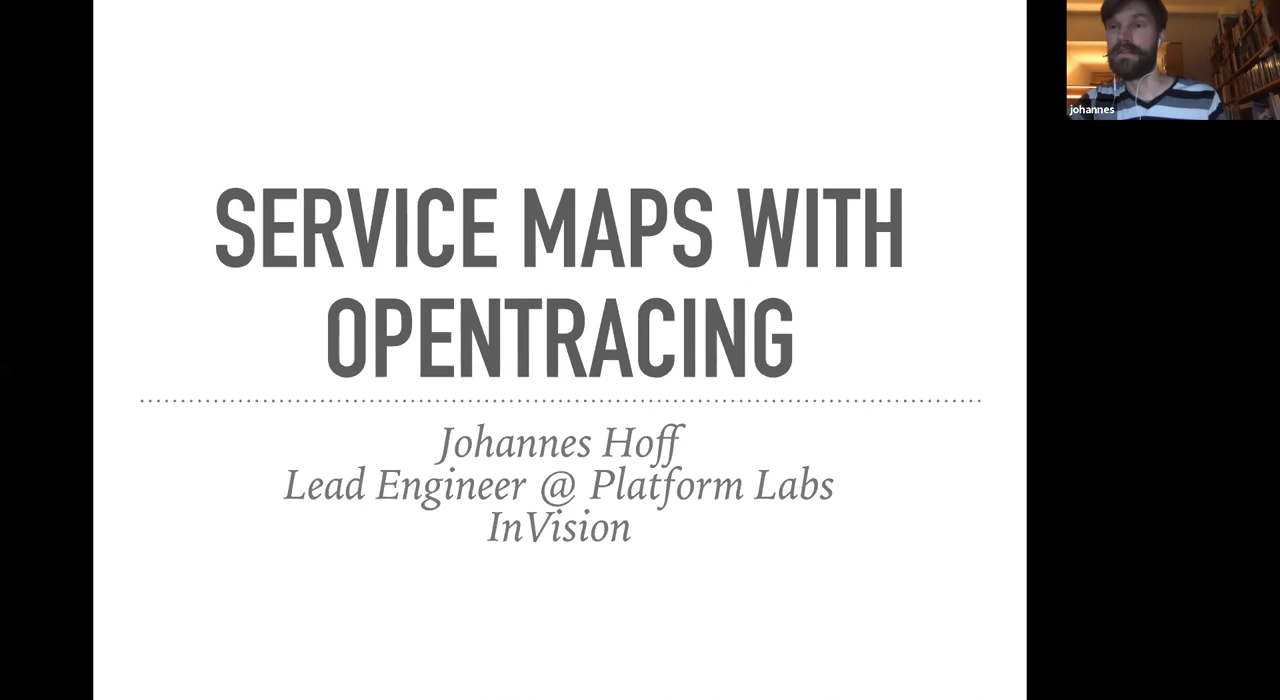 johannes
SERVICE MAPS WITH
OPENTRACING
Johannes Hoff
Lead Engineer @ Platform Labs
InVision